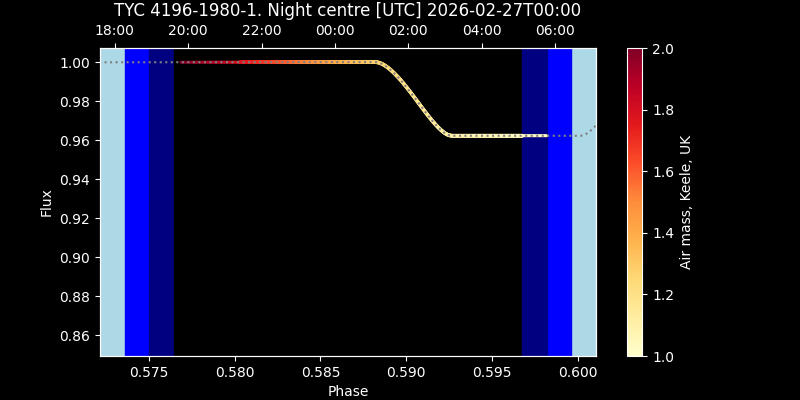 TYC 4196-1980-1. Night centre [UTC] 2026-02-27T00:00
18:00 20:00 22:00 00:00 02:00 04:00 06:00
1.00
0.98
0.96
0.94
0.92
0.90
0.88
0.86
Flux
0.575 0.580 0.585 0.590 0.595 0.600
Phase
2.0
1.8
1.6
1.4
1.2
1.0
Air mass, Keele, UK